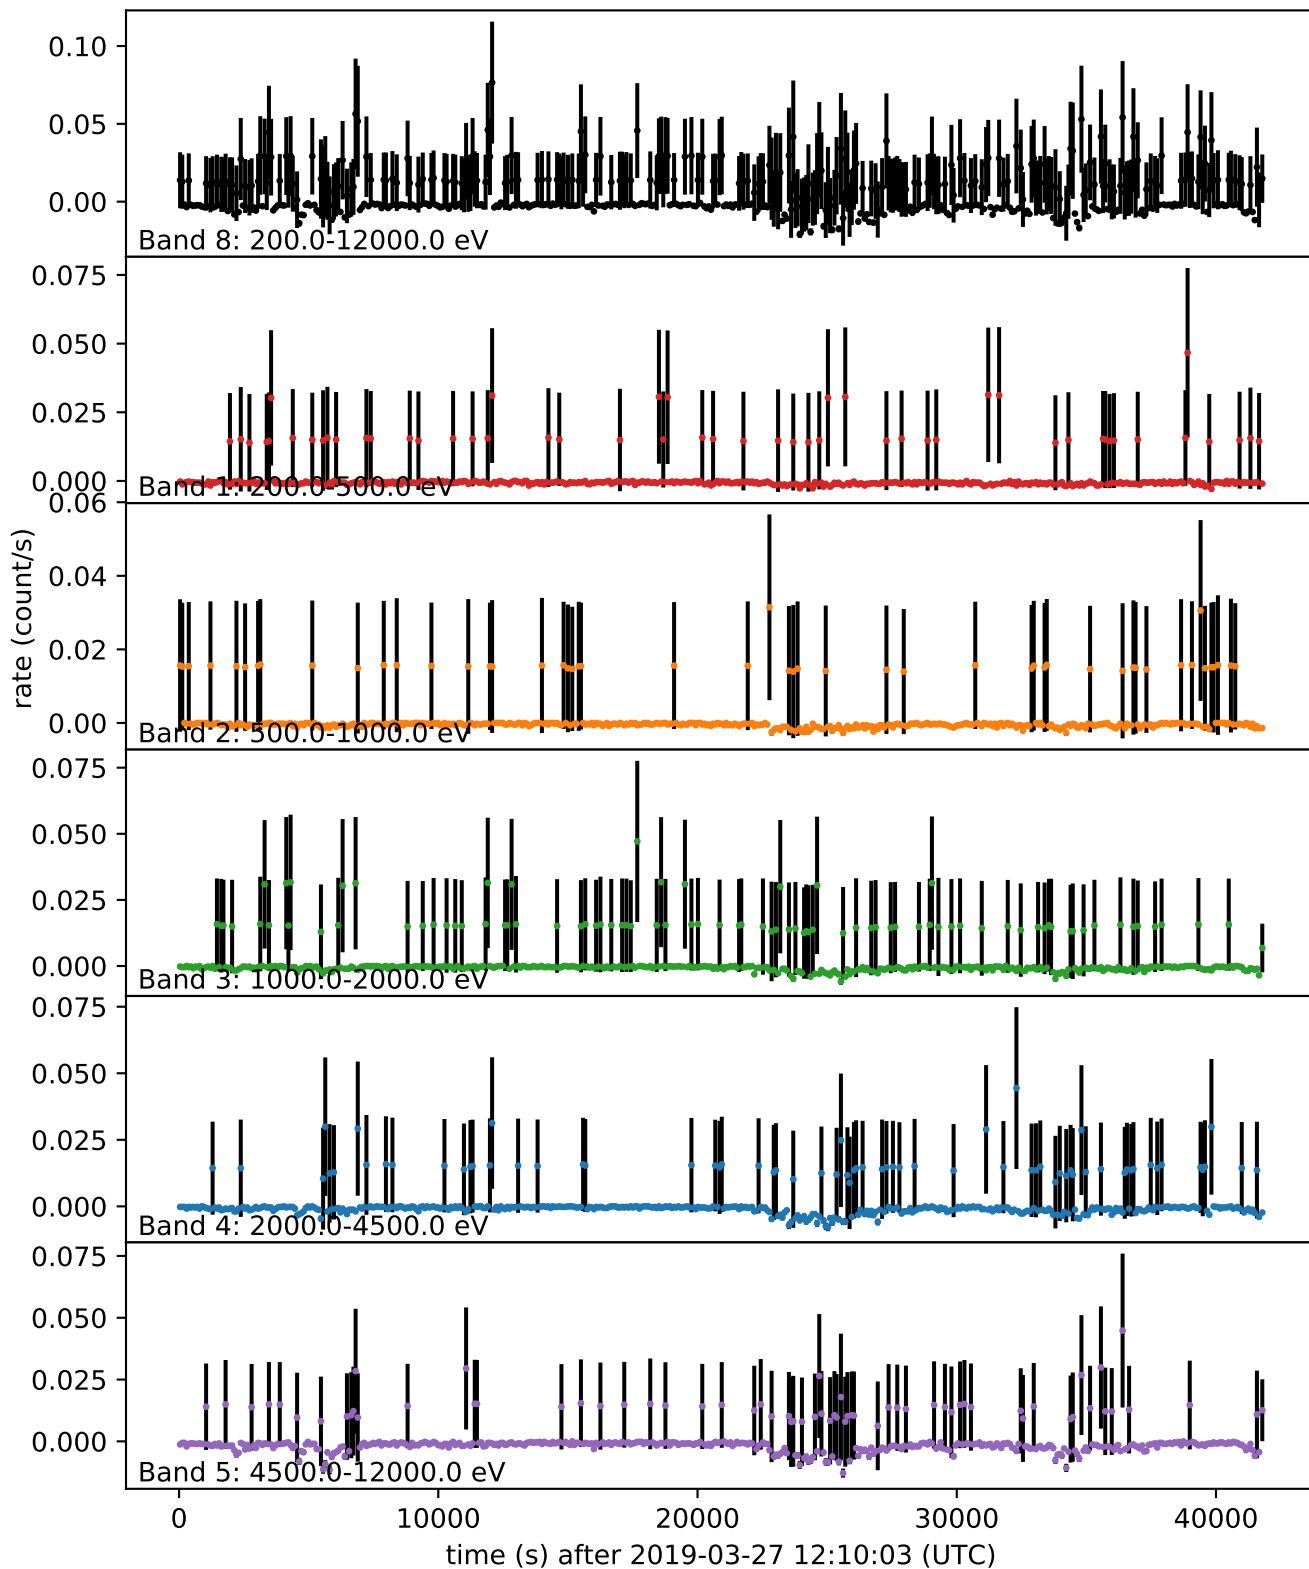 0.10
0.05
0.00
Band 8: 200.0-12000.0 eV
0.075
0.050
0.025
0.000
Band 1: 200.0-500.0 eV
0.06
0.04
0.02
0.00
Band 2: 500.0-1000.0 eV
rate (count/s)
0.075
0.050
0.025
0.000
Band 3: 1000.0-2000.0 eV
0.075
0.050
0.025
0.000
Band 4: 2000.0-4500.0 eV
0.075
0.050
0.025
0.000
Band 5: 4500.0-12000.0 eV
0 10000 20000 30000 40000
time (s) after 2019-03-27 12:10:03 (UTC)